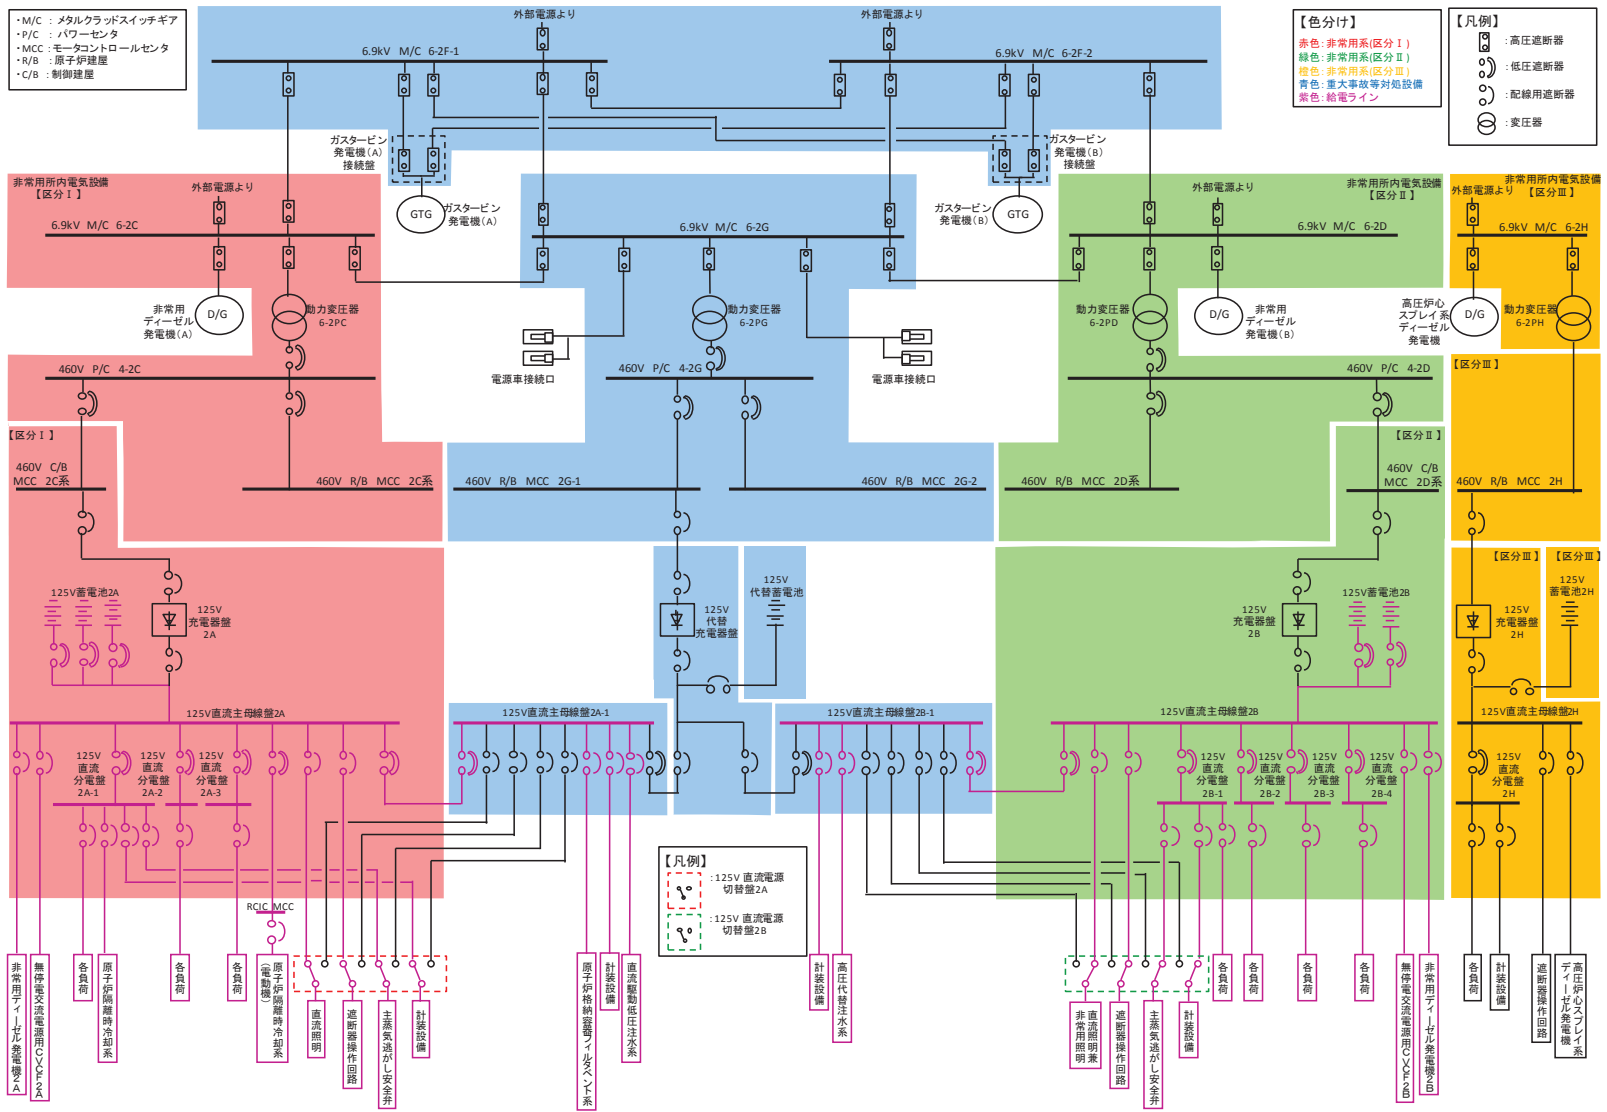 ・M/C ：メタルクラッドスイッチギア
・P/C ：パワーセンタ
・MCC：モータコントロールセンタ
・R/B ：原子炉建屋
・C/B ：制御建屋
外部電源より
外部電源より
6.9kV M/C 6-2F-1
6.9kV M/C 6-2F-2
【色分け】
赤色：非常用系(区分Ⅰ)
緑色：非常用系(区分Ⅱ)
橙色：非常用系(区分Ⅲ)
青色：重大事故等対処設備
紫色：給電ライン
【凡例】
：高圧遮断器
：低圧遮断器
：配線用遮断器
：変圧器
ガスタービン
発電機(A)
接続盤
ガスタービン
発電機(B)
接続盤
GTG
ガスタービン
発電機(A)
ガスタービン
発電機(B)
GTG
非常用所内電気設備
【区分Ⅰ】
外部電源より
6.9kV M/C 6-2C
6.9kV M/C 6-2G
非常用所内電気設備
【区分Ⅱ】
外部電源より
6.9kV M/C 6-2D
非常用所内電気設備
【区分Ⅲ】
外部電源より
6.9kV M/C 6-2H
非常用
ディーゼル
発電機(A)
D/G
動力変圧器
6-2PC
動力変圧器
6-2PG
動力変圧器
6-2PD
D/G
非常用
ディーゼル
発電機(B)
高圧炉心
スプレイ系
ディーゼル
発電機
D/G
動力変圧器
6-2PH
電源車接続口
電源車接続口
460V P/C 4-2C
460V P/C 4-2G
460V P/C 4-2D
【区分Ⅲ】
【区分Ⅰ】
【区分Ⅱ】
460V C/B
MCC 2C系
460V R/B MCC 2C系
460V R/B MCC 2G-1
460V R/B MCC 2G-2
460V R/B MCC 2D系
460V C/B
MCC 2D系
460V R/B MCC 2H
【区分Ⅲ】
【区分Ⅲ】
125V蓄電池2A
125V
充電器盤
2A
125V
代替
充電器盤
125V
代替蓄電池
125V
充電器盤
2B
125V蓄電池2B
125V
充電器盤
2H
125V
蓄電池2H
125V直流主母線盤2A
125V直流主母線盤2A-1
125V直流主母線盤2B-1
125V直流主母線盤2B
125V直流主母線盤2H
125V
直流
分電盤
2A-1
125V
直流
分電盤
2A-2
125V
直流
分電盤
2A-3
125V
直流
分電盤
2B-1
125V
直流
分電盤
2B-2
125V
直流
分電盤
2B-3
125V
直流
分電盤
2B-4
125V
直流
分電盤
2H
【凡例】
：125V 直流電源
切替盤2A
：125V 直流電源
切替盤2B
RCIC MCC
非常用ディーゼル発電機2A
無停電交流電源用CVCF2A
各負荷
原子炉隔離時冷却系
各負荷
各負荷
原子炉隔離時冷却系
(電動機)
直流照明
遮断器操作回路
主蒸気逃がし安全弁
計装設備
原子炉格納容器フィルタベント系
計装設備
直流駆動低圧注水系
計装設備
高圧代替注水系
直流照明兼
非常用照明
遮断器操作回路
主蒸気逃がし安全弁
計装設備
各負荷
各負荷
各負荷
各負荷
無停電交流電源用CVCF2B
非常用ディーゼル発電機2B
各負荷
計装設備
遮断器操作回路
高圧炉心スプレイ系
ディーゼル発電機